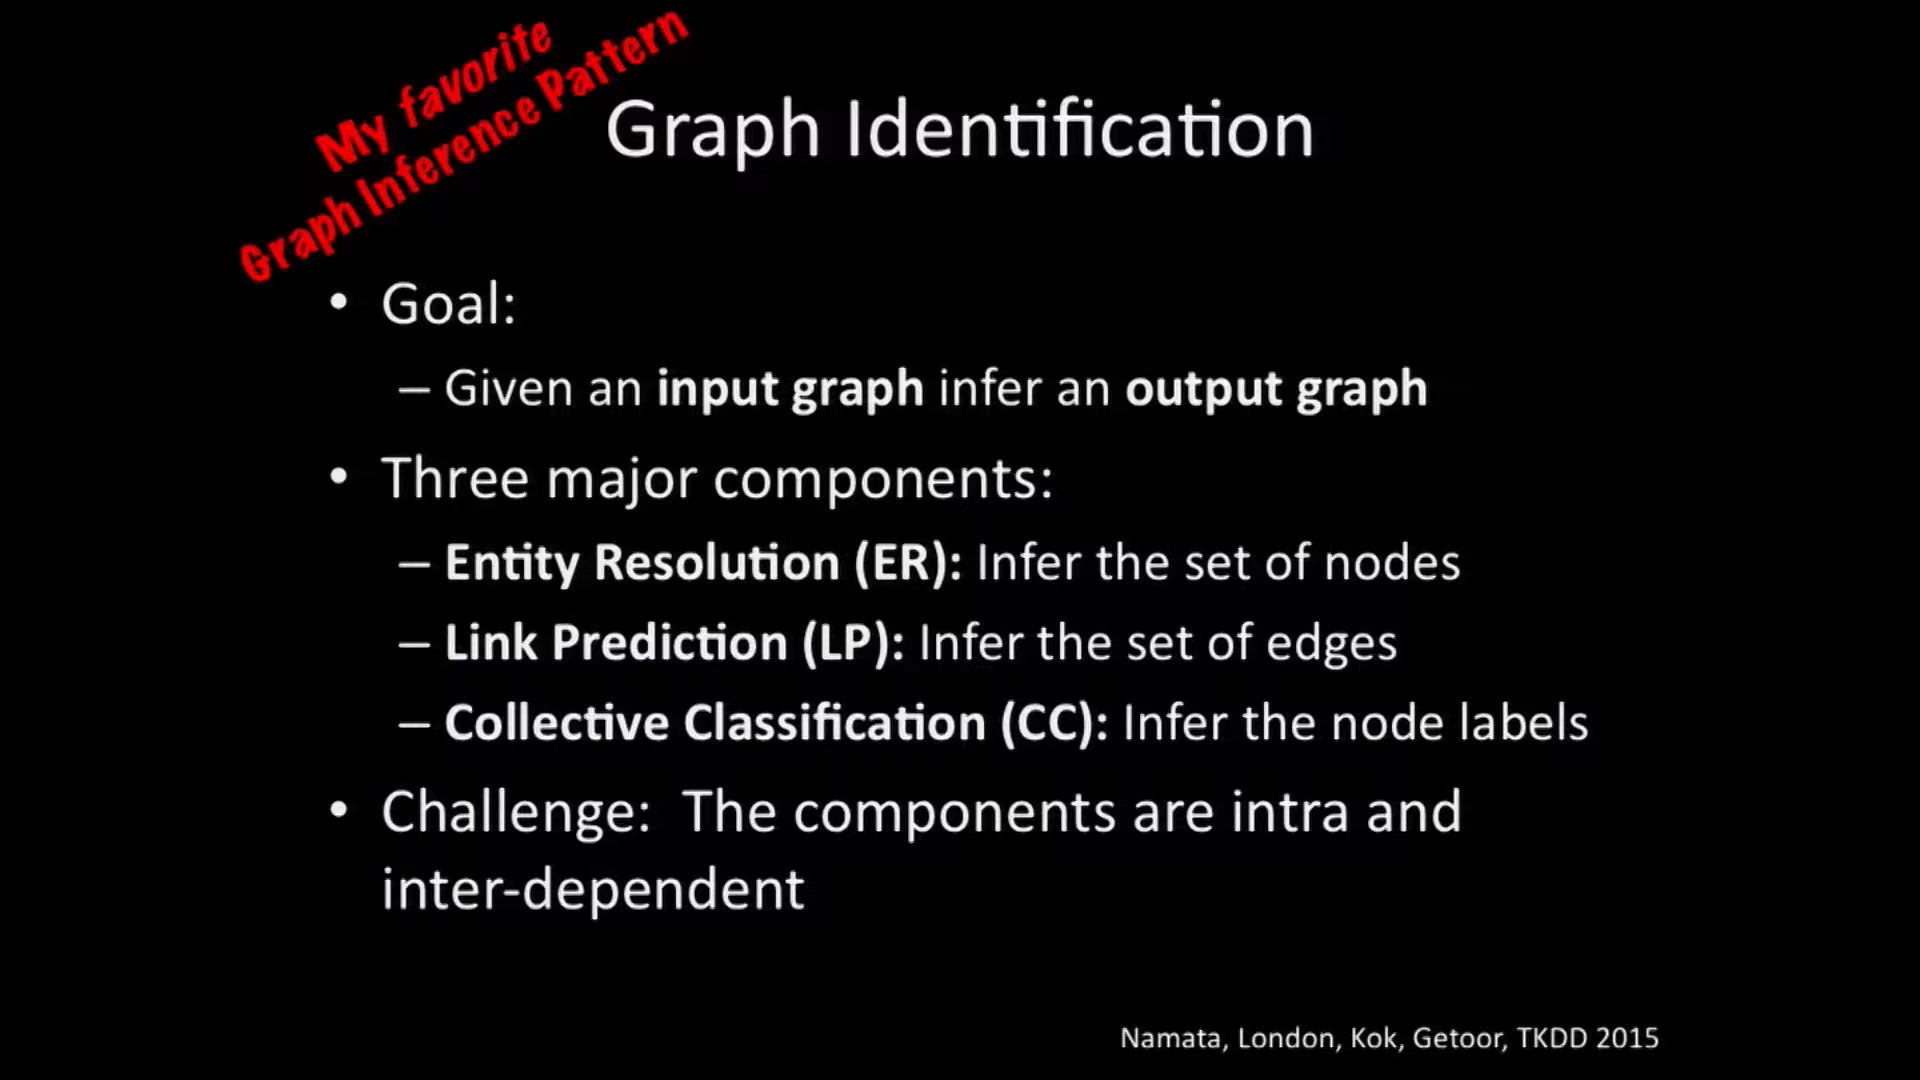 My favorite
Graph Inference Pattern
Graph Identification
• Goal:
– Given an input graph infer an output graph
• Three major components:
– Entity Resolution (ER): Infer the set of nodes
– Link Prediction (LP): Infer the set of edges
– Collective Classification (CC): Infer the node labels
• Challenge:  The components are intra and
inter-dependent
Namata, London, Kok, Getoor, TKDD 2015